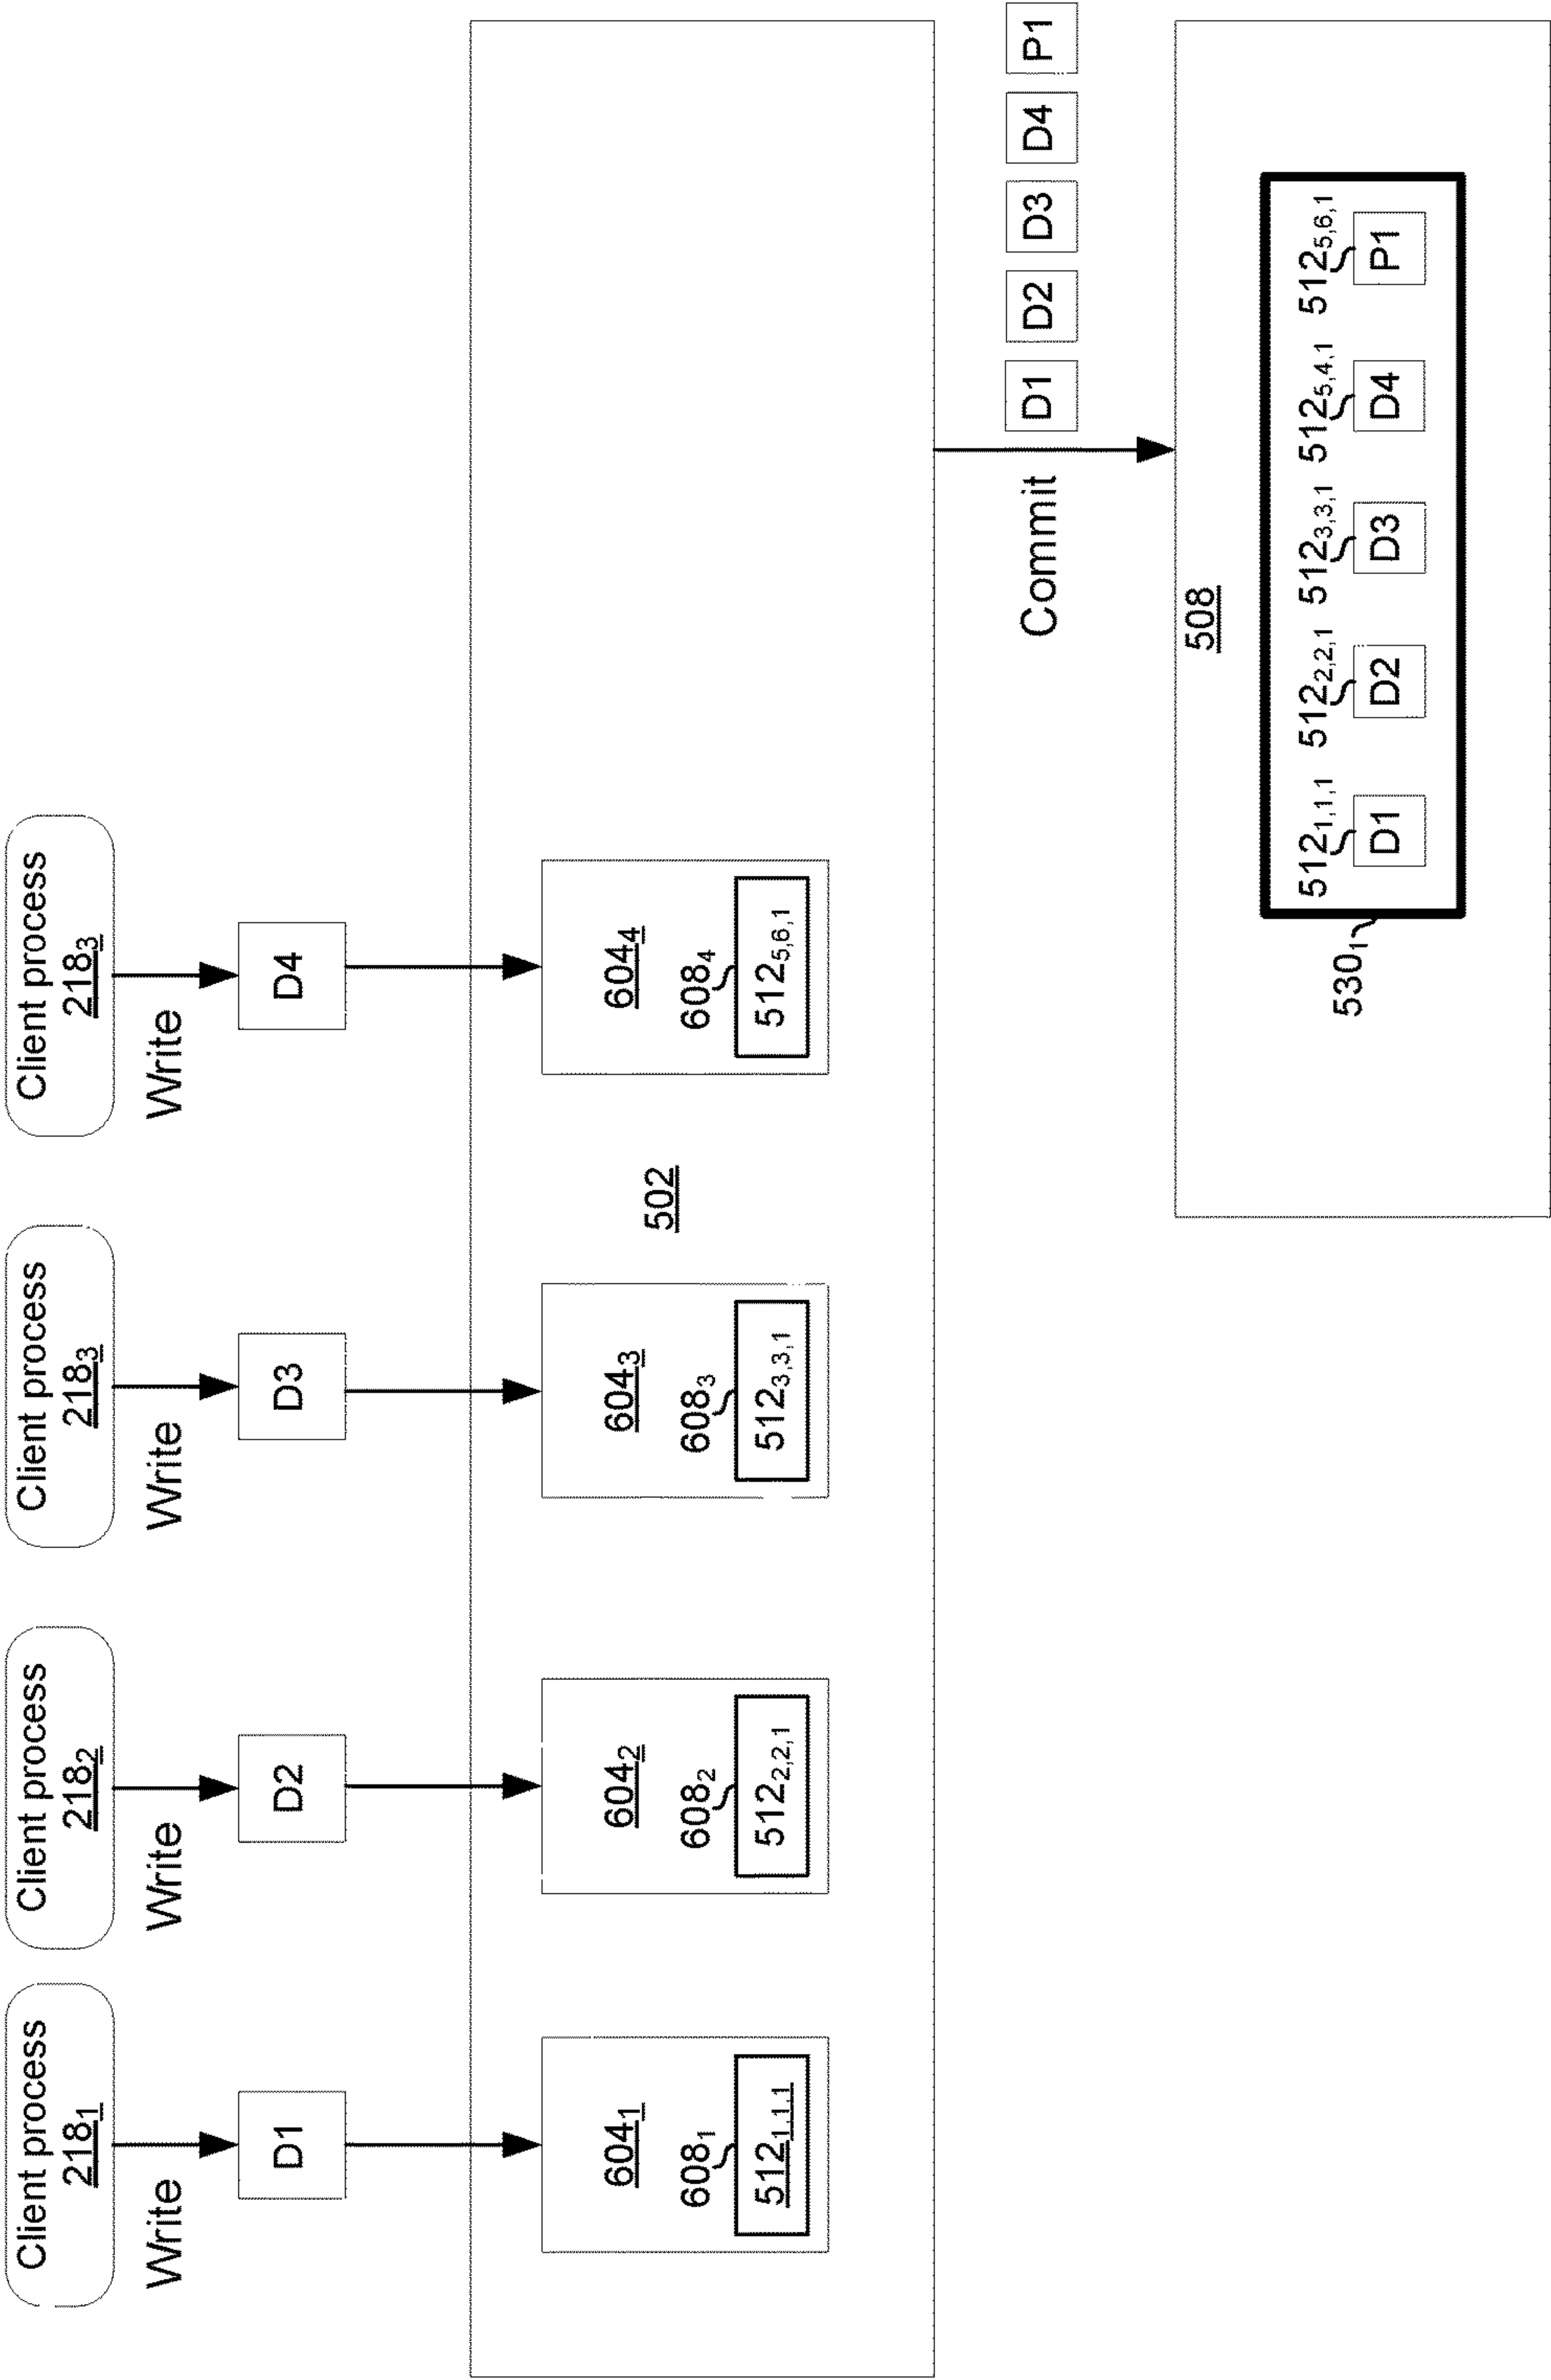 Client process
218₁
Client process
218₂
Client process
218₃
Client process
218₃
Write
Write
Write
Write
D1
D2
D3
D4
604₁
604₂
604₃
604₄
502
608₁
608₂
608₃
608₄
512₁,₁,₁
512₂,₂,₁
512₃,₃,₁
512₅,₆,₁
Commit
D1
D2
D3
D4
P1
508
512₁,₁,₁
512₂,₂,₁
512₃,₃,₁
512₅,₄,₁
512₅,₆,₁
D1
D2
D3
D4
P1
530₁